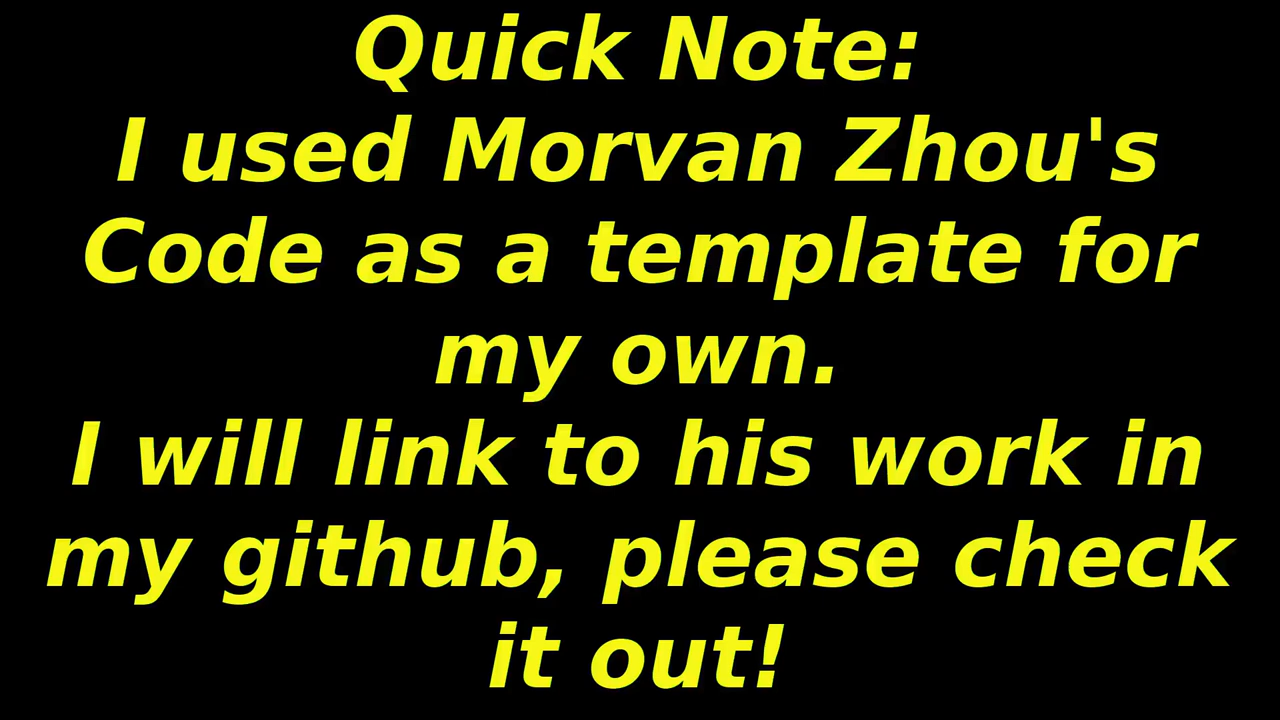 Quick Note:
I used Morvan Zhou's
Code as a template for
my own.
I will link to his work in
my github, please check
it out!